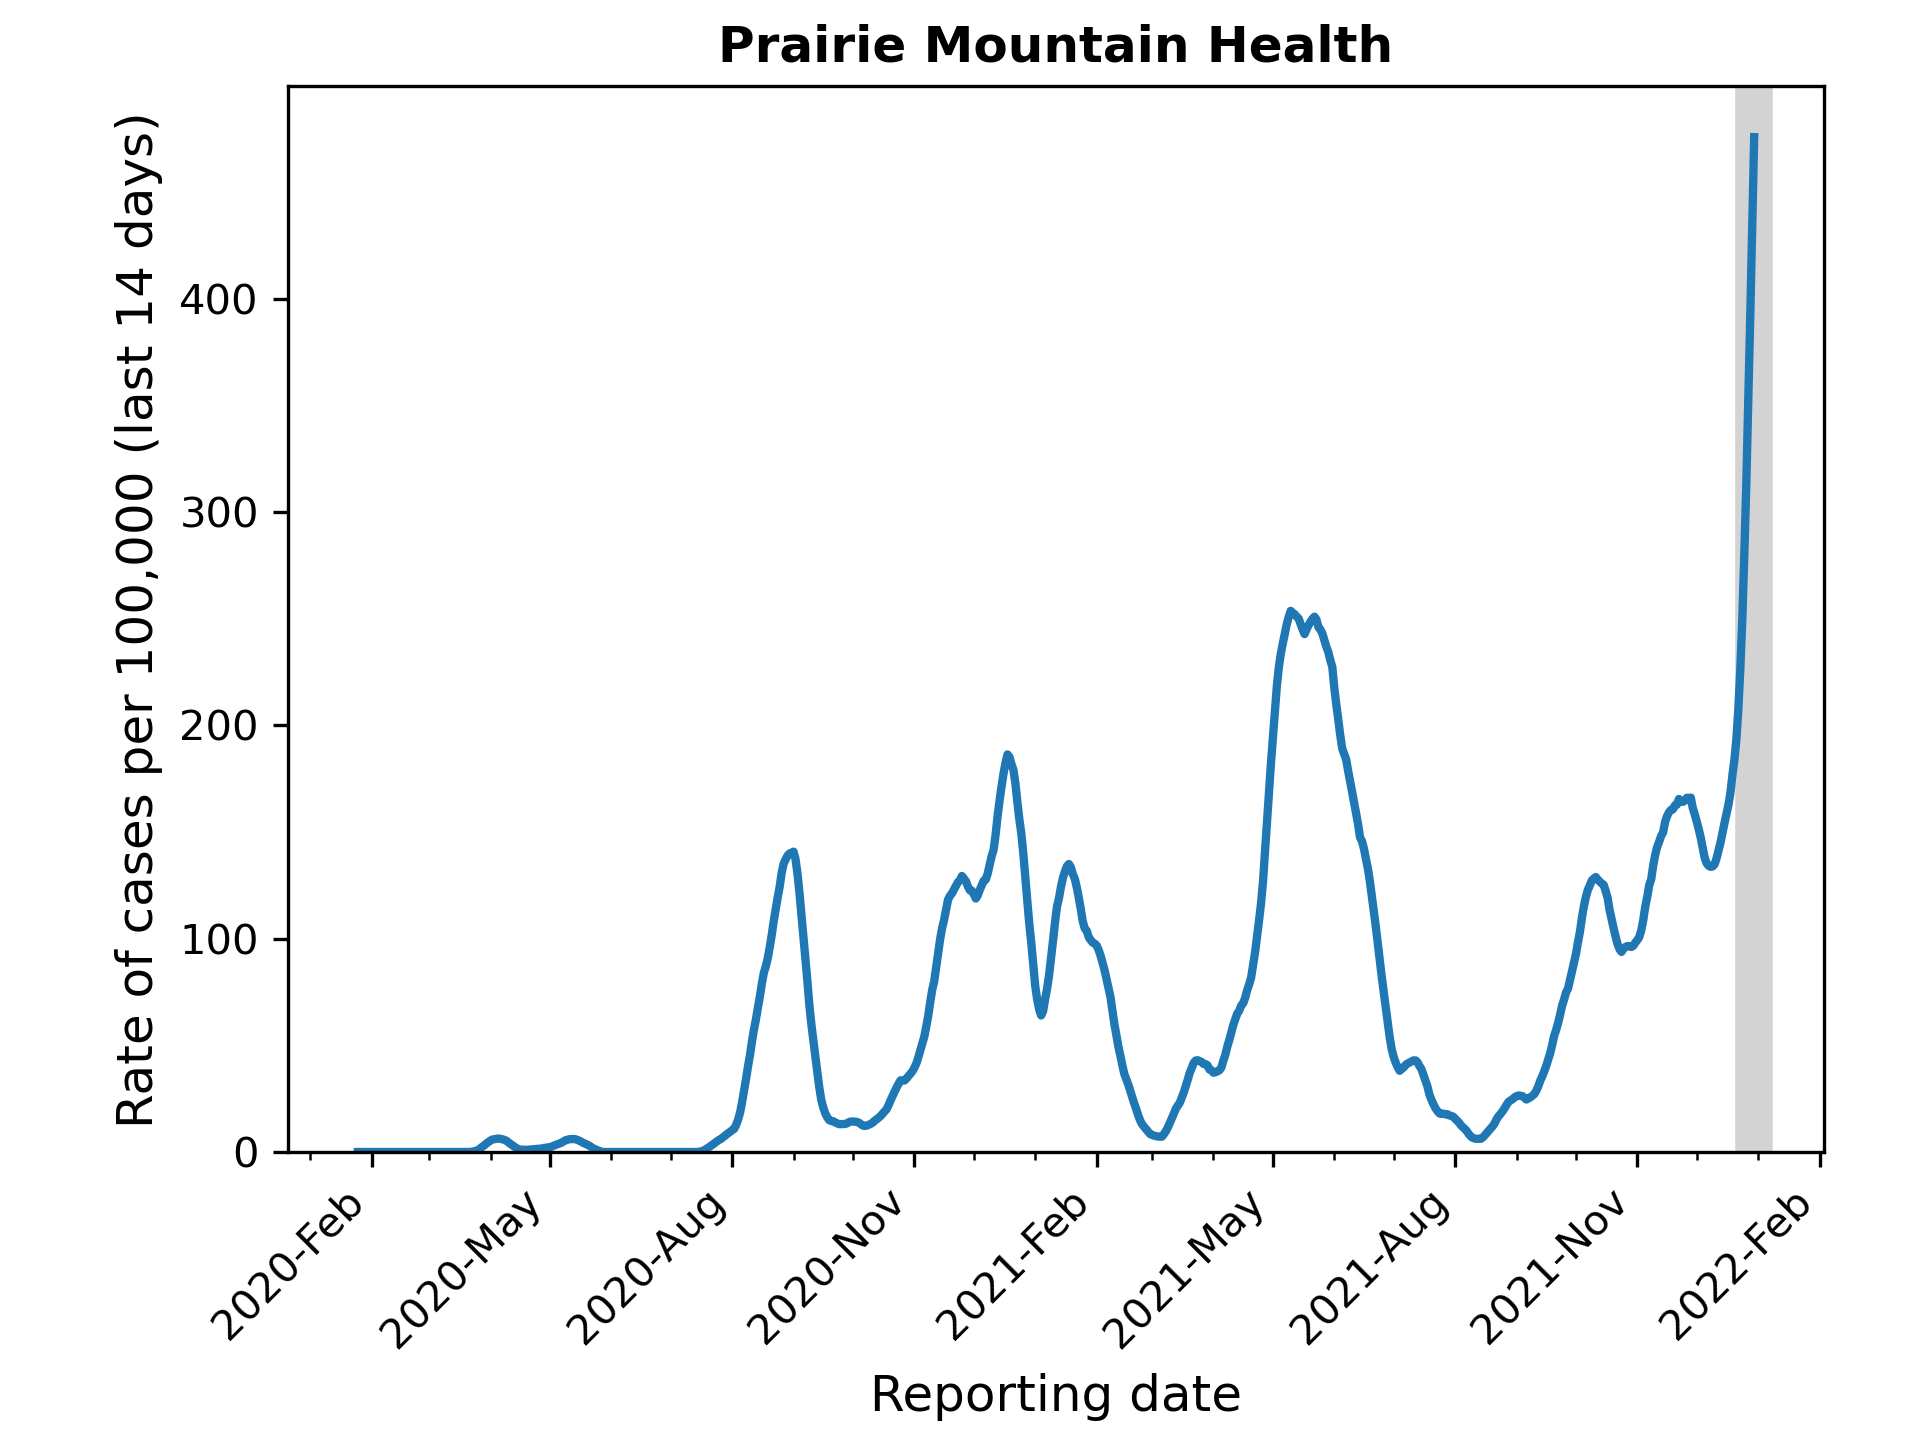 Prairie Mountain Health
Rate of cases per 100,000 (last 14 days)
400
300
200
100
0
2020-Feb
2020-May
2020-Aug
2020-Nov
2021-Feb
2021-May
2021-Aug
2021-Nov
2022-Feb
Reporting date